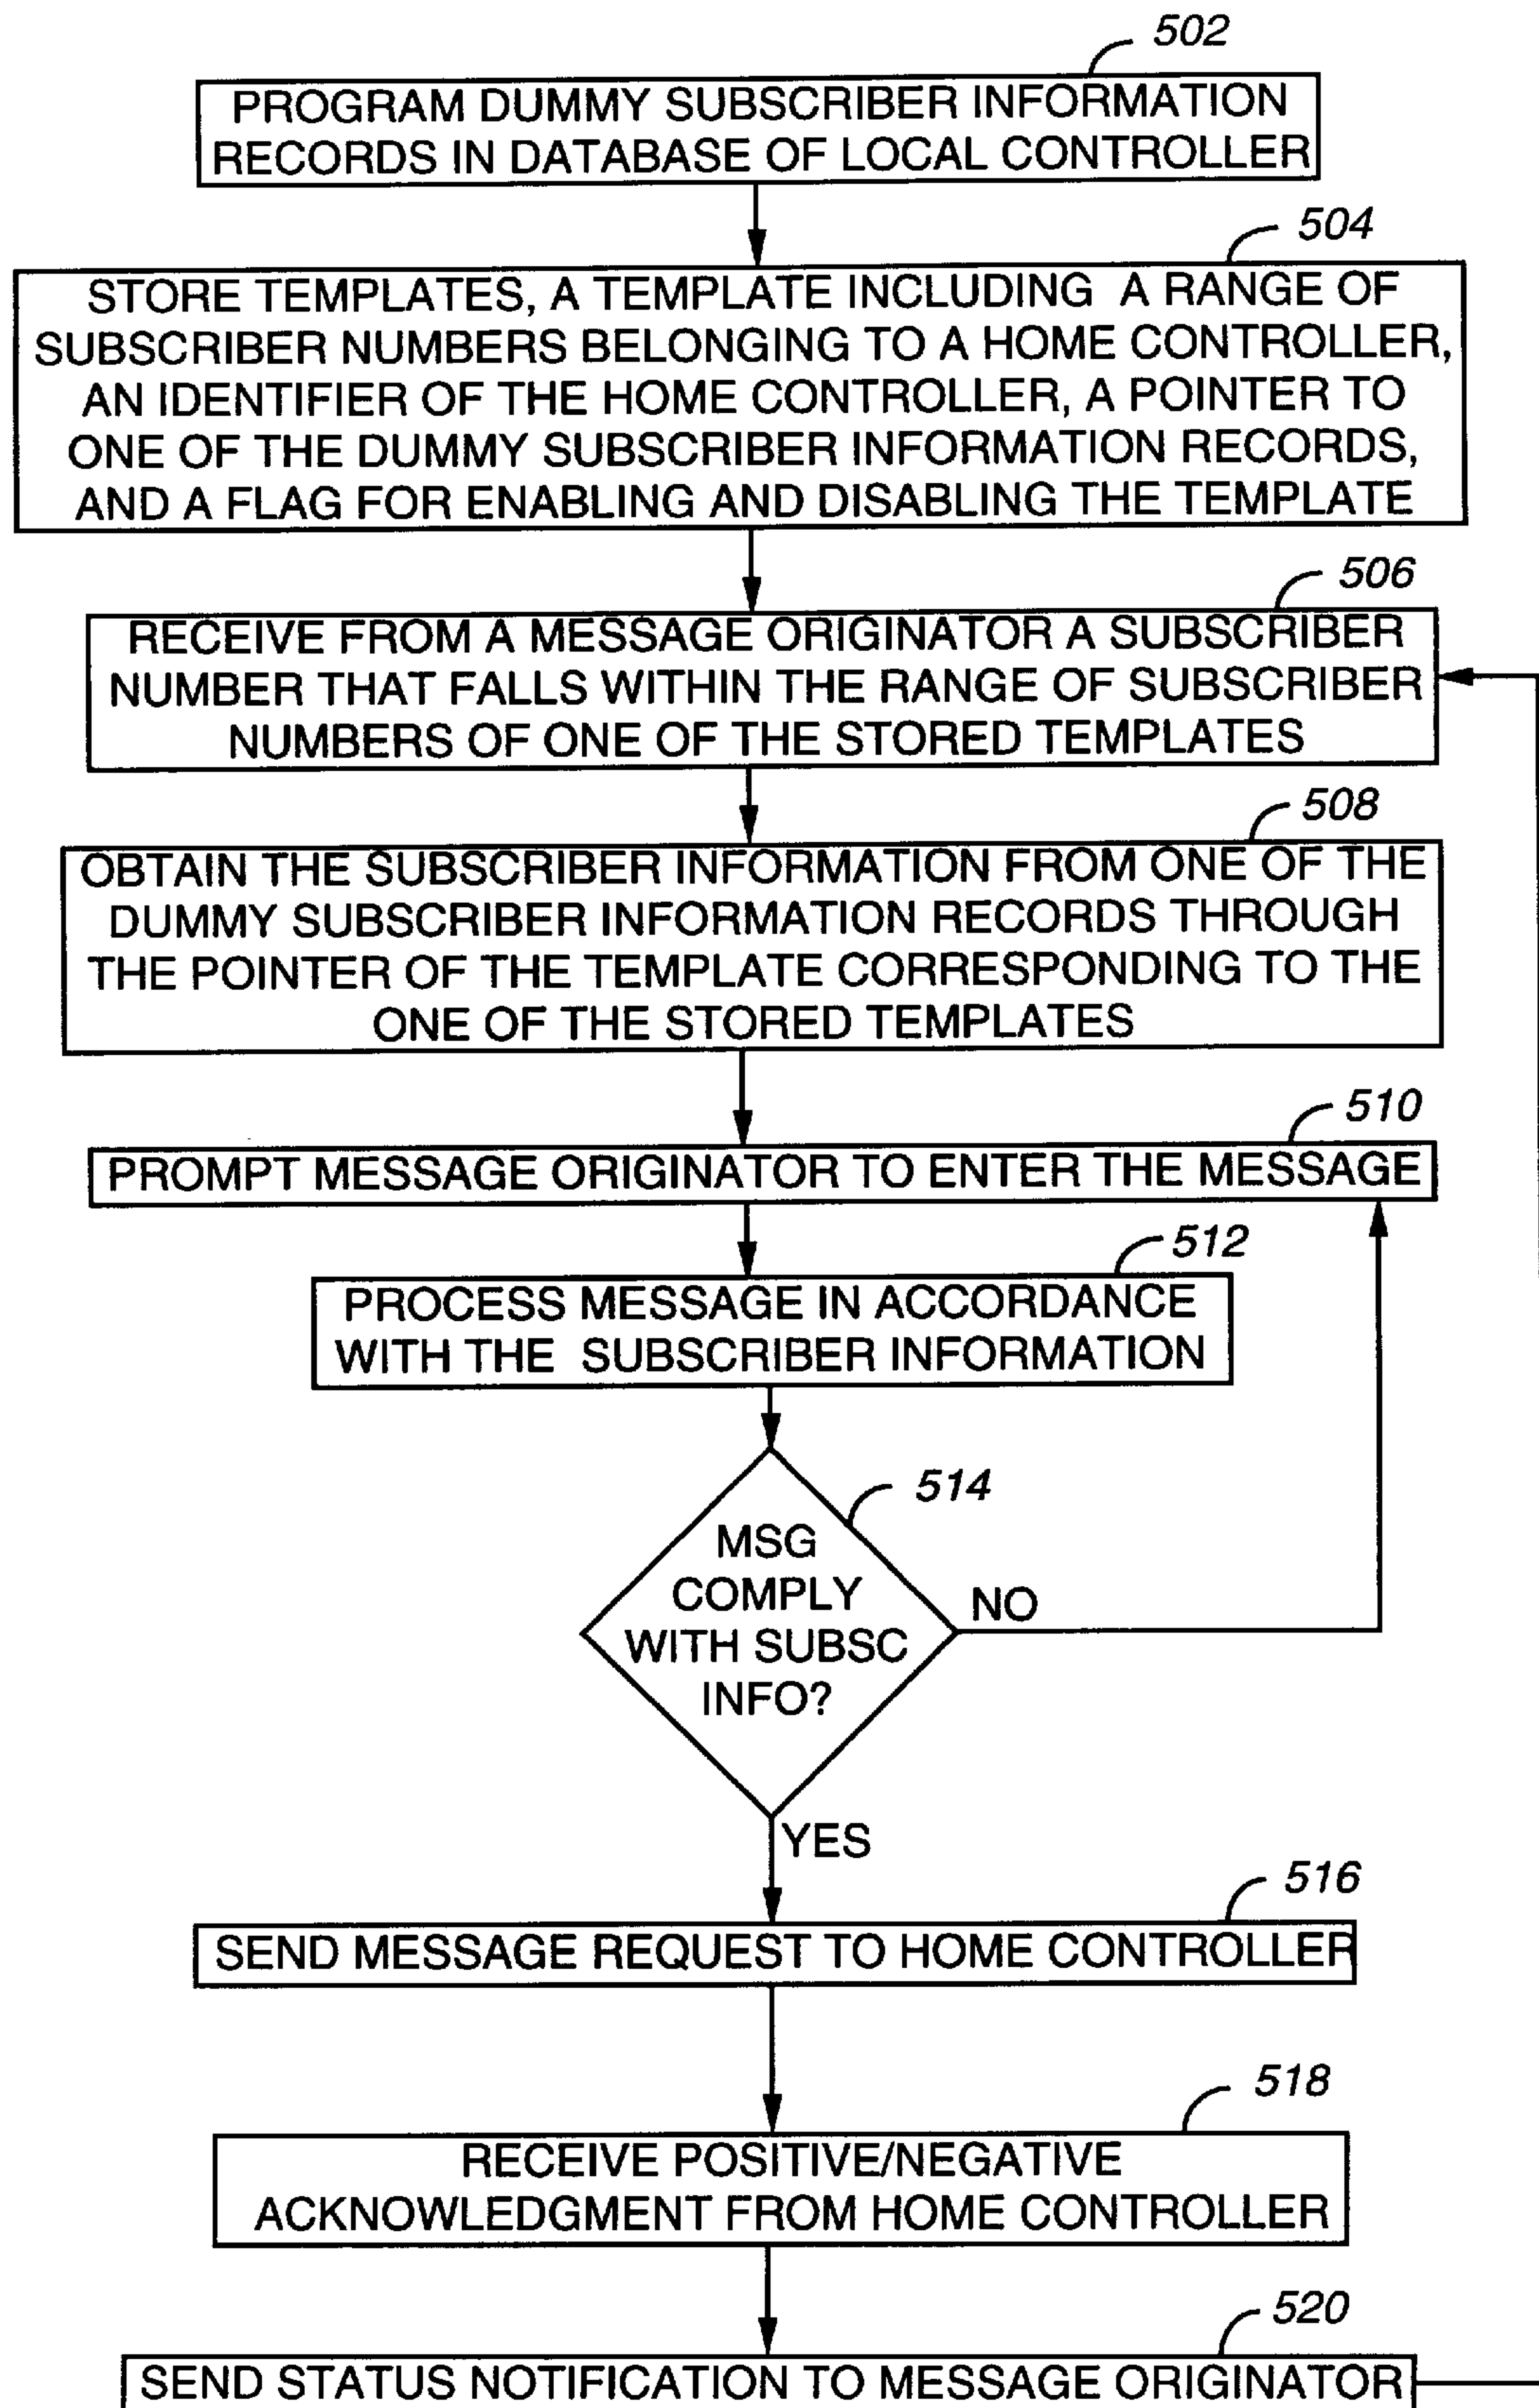 502
PROGRAM DUMMY SUBSCRIBER INFORMATION
RECORDS IN DATABASE OF LOCAL CONTROLLER
504
STORE TEMPLATES, A TEMPLATE INCLUDING A RANGE OF
SUBSCRIBER NUMBERS BELONGING TO A HOME CONTROLLER,
AN IDENTIFIER OF THE HOME CONTROLLER, A POINTER TO
ONE OF THE DUMMY SUBSCRIBER INFORMATION RECORDS,
AND A FLAG FOR ENABLING AND DISABLING THE TEMPLATE
506
RECEIVE FROM A MESSAGE ORIGINATOR A SUBSCRIBER
NUMBER THAT FALLS WITHIN THE RANGE OF SUBSCRIBER
NUMBERS OF ONE OF THE STORED TEMPLATES
508
OBTAIN THE SUBSCRIBER INFORMATION FROM ONE OF THE
DUMMY SUBSCRIBER INFORMATION RECORDS THROUGH
THE POINTER OF THE TEMPLATE CORRESPONDING TO THE
ONE OF THE STORED TEMPLATES
510
PROMPT MESSAGE ORIGINATOR TO ENTER THE MESSAGE
512
PROCESS MESSAGE IN ACCORDANCE
WITH THE SUBSCRIBER INFORMATION
514
MSG
COMPLY
WITH SUBSC
INFO?
NO
YES
516
SEND MESSAGE REQUEST TO HOME CONTROLLER
518
RECEIVE POSITIVE/NEGATIVE
ACKNOWLEDGMENT FROM HOME CONTROLLER
520
SEND STATUS NOTIFICATION TO MESSAGE ORIGINATOR